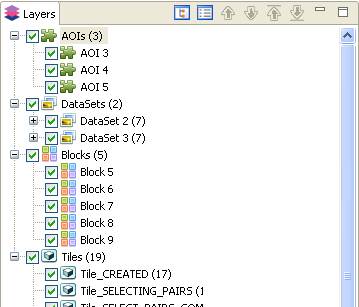 Layers
AOIs (3)
AOI 3
AOI 4
AOI 5
DataSets (2)
DataSet 2 (7)
DataSet 3 (7)
Blocks (5)
Block 5
Block 6
Block 7
Block 8
Block 9
Tiles (19)
Tile_CREATED (17)
Tile_SELECTING_PAIRS (1